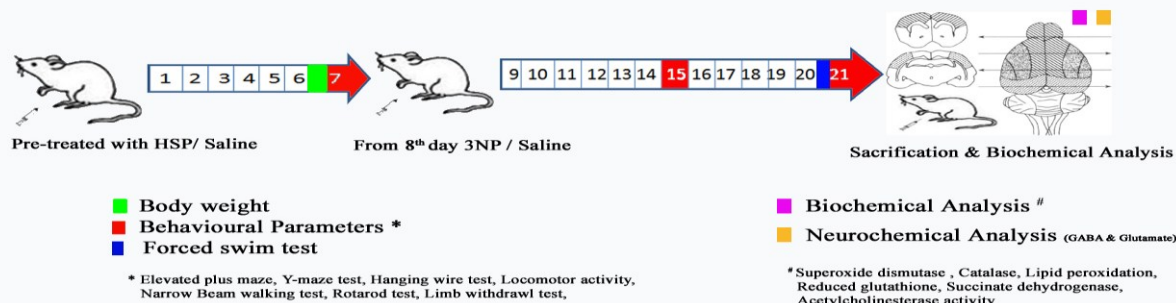 1 2 3 4 5 6 7
9 10 11 12 13 14 15 16 17 18 19 20 21
Pre-treated with HSP/ Saline
From 8th day 3NP / Saline
Sacrification & Biochemical Analysis
Body weight
Behavioural Parameters *
Forced swim test
* Elevated plus maze, Y-maze test, Hanging wire test, Locomotor activity,
Narrow Beam walking test, Rotarod test, Limb withdrawl test,
Biochemical Analysis #
Neurochemical Analysis (GABA & Glutamate)
# Superoxide dismutase , Catalase, Lipid peroxidation,
Reduced glutathione, Succinate dehydrogenase,
Acetylcholinesterase activity